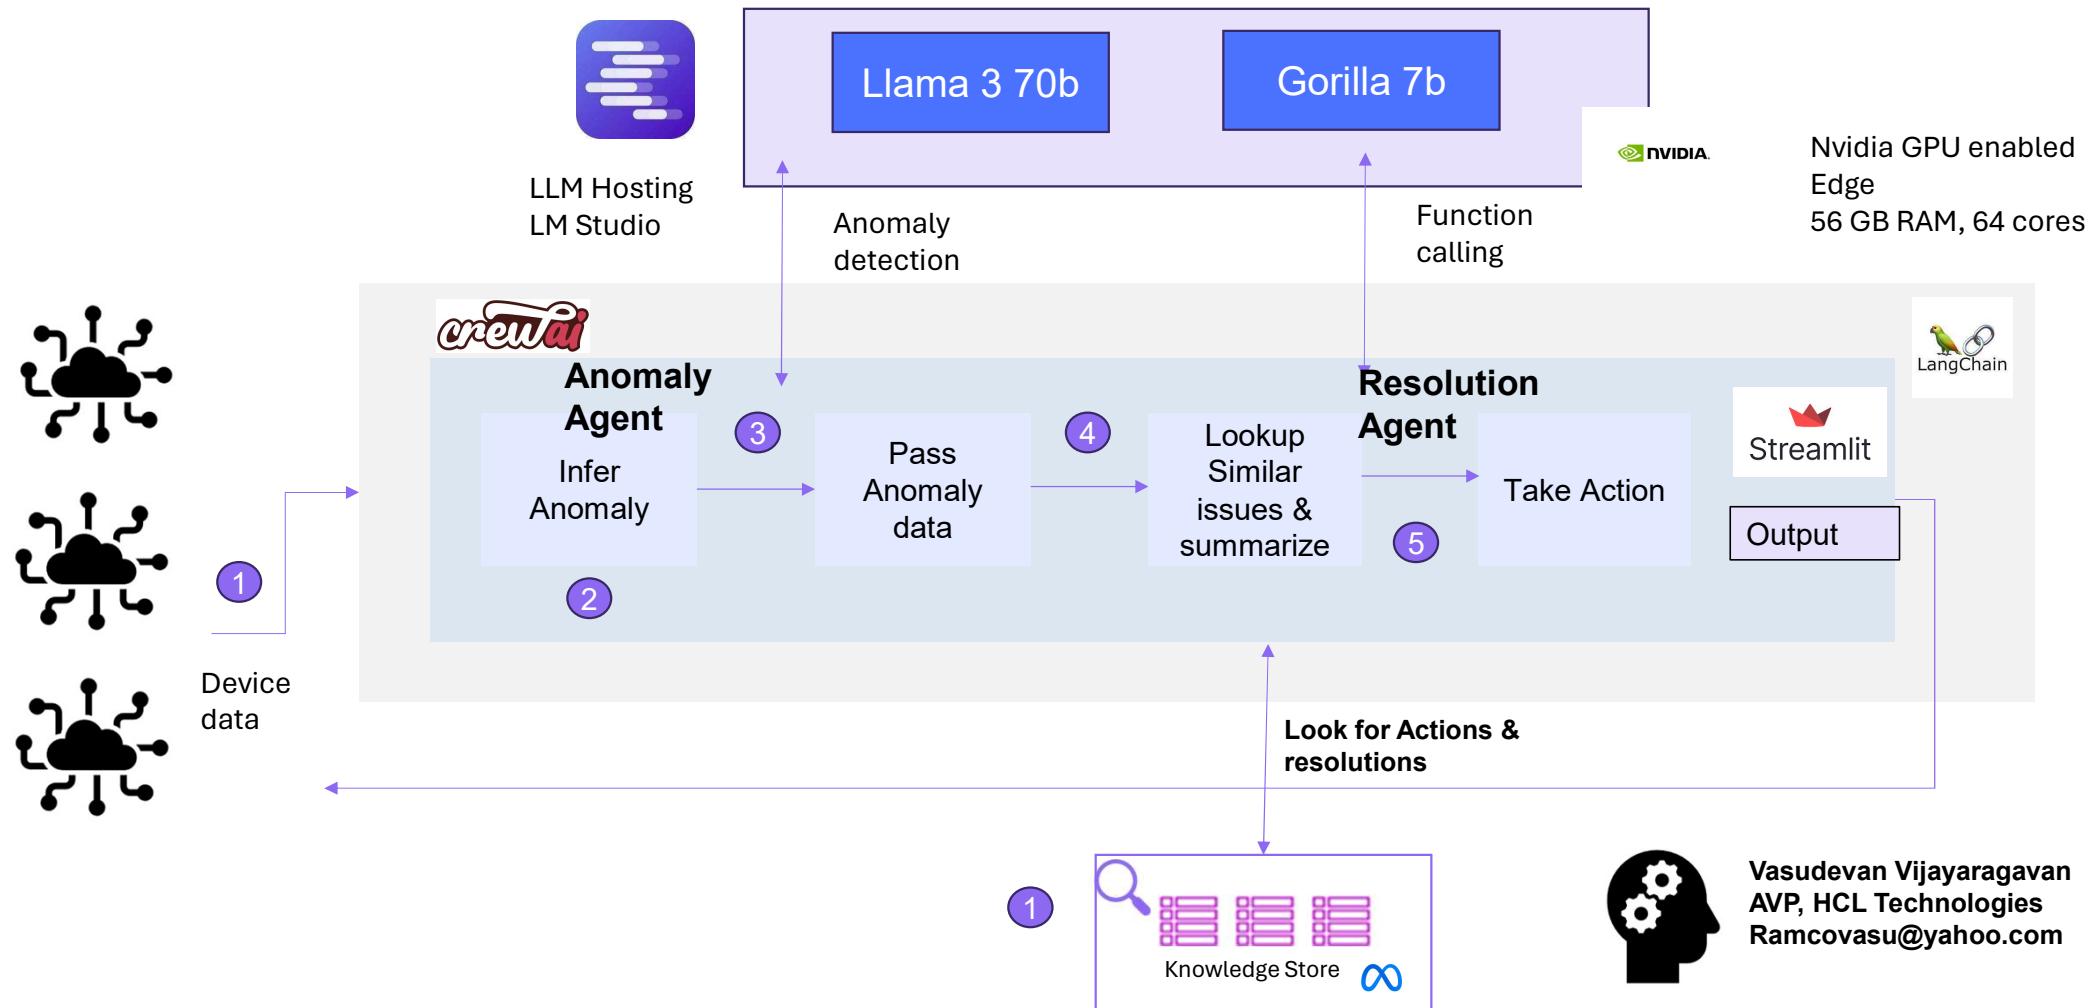 Llama 3 70b
Gorilla 7b
LLM Hosting
LM Studio
NVIDIA.
Nvidia GPU enabled
Edge
56 GB RAM, 64 cores
Anomaly
detection
Function
calling
crewai
LangChain
Anomaly
Agent
Resolution
Agent
Infer
Anomaly
3
Pass
Anomaly
data
4
Lookup
Similar
issues &
summarize
5
Take Action
Streamlit
Output
1
2
Device
data
Look for Actions &
resolutions
1
Knowledge Store
Vasudevan Vijayaragavan
AVP, HCL Technologies
Ramcovasu@yahoo.com